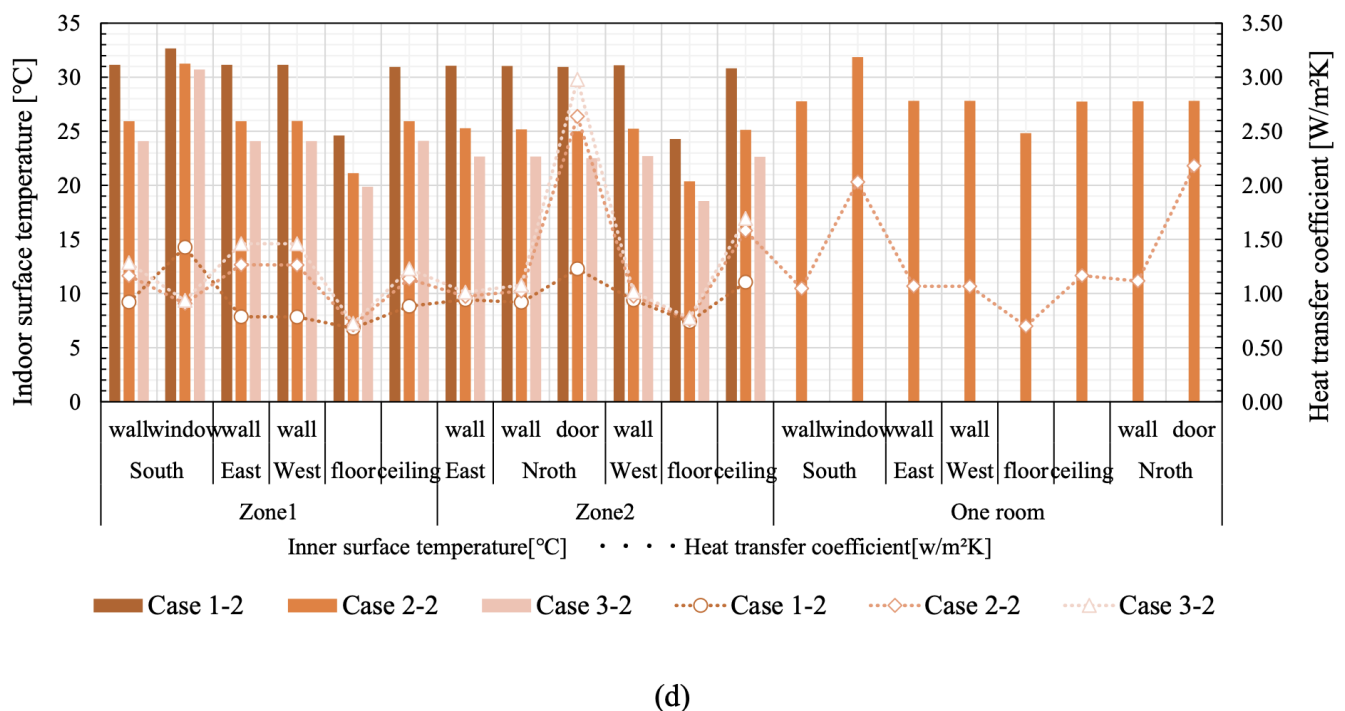 35 3.50
30 3.00
25 2.50
20 2.00
15 1.50
10 1.00
5 0.50
0 0.00
Indoor surface temperature [℃]
Heat transfer coefficient [W/m²K]
wall window wall wall wall wall door wall wall window wall wall wall door
South East West floor ceiling East Nroth West floor ceiling South East West floor ceiling Nroth
Zone1 Zone2 One room
Inner surface temperature[℃] Heat transfer coefficient[w/m²K]
Case 1-2 Case 2-2 Case 3-2 Case 1-2 Case 2-2 Case 3-2
(d)